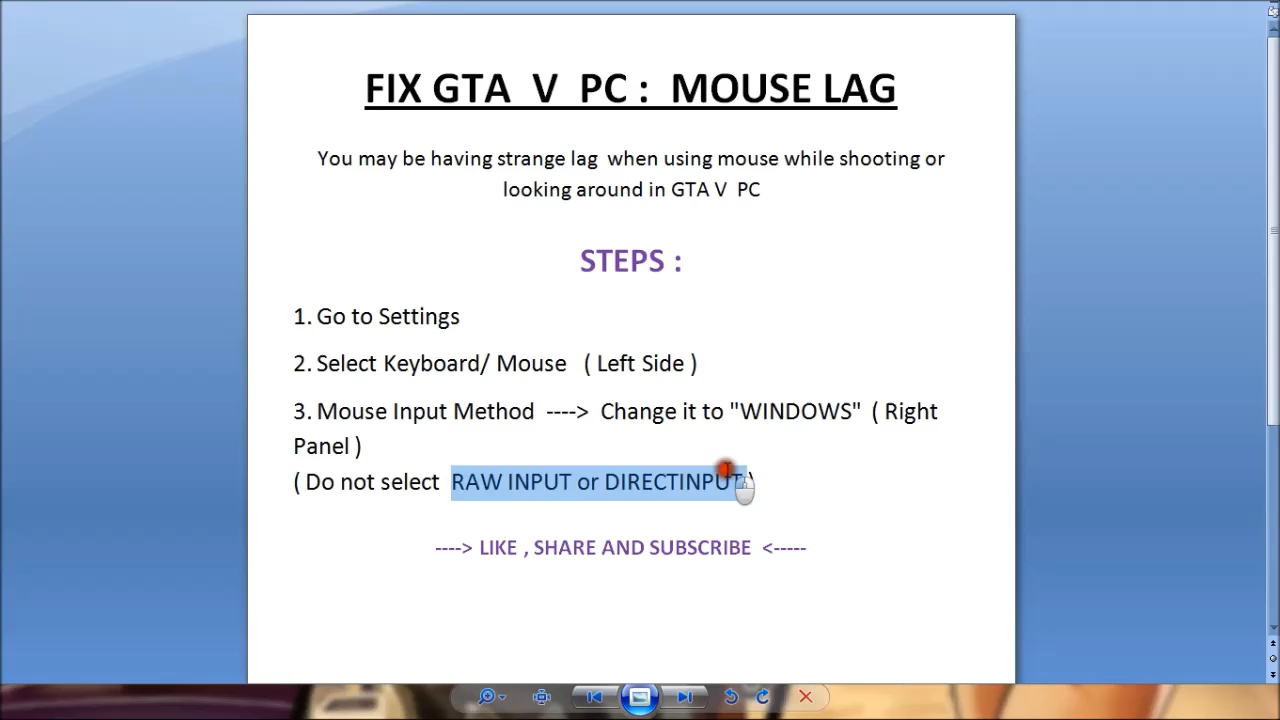 FIX GTA V PC : MOUSE LAG
You may be having strange lag when using mouse while shooting or
looking around in GTA V PC
STEPS :
1. Go to Settings
2. Select Keyboard/ Mouse ( Left Side )
3. Mouse Input Method ----> Change it to "WINDOWS" ( Right
Panel )
( Do not select RAW INPUT or DIRECTINPUT )
----> LIKE , SHARE AND SUBSCRIBE <-----